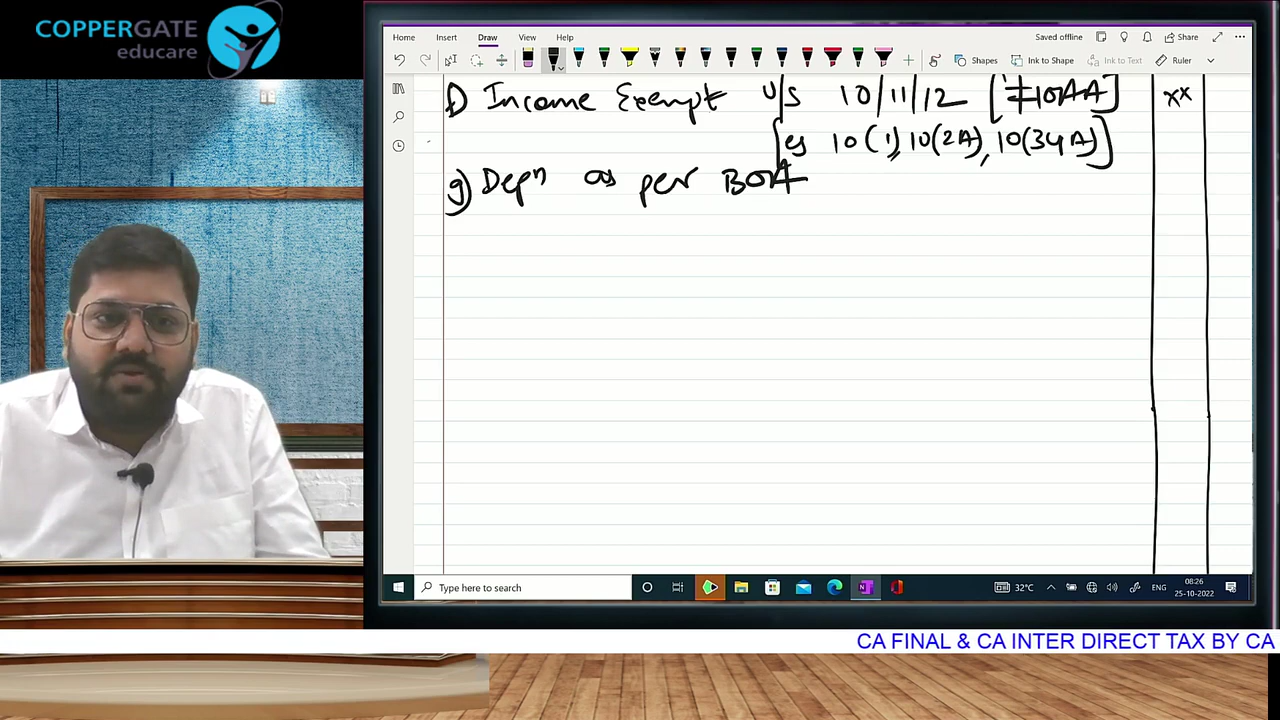 COPPERGATE
educare
Home Insert Draw View Help
Saved offline
Share
Shapes
Ink to Shape
Ink to Text
Ruler
f) Income Exempt u/s 10/11/12 [≠10AA] xx
[eg 10(1), 10(2A), 10(34A)]
g) Depn as per BOA
Type here to search
32°C
ENG
08:26
25-10-2022
CA FINAL & CA INTER DIRECT TAX BY CA